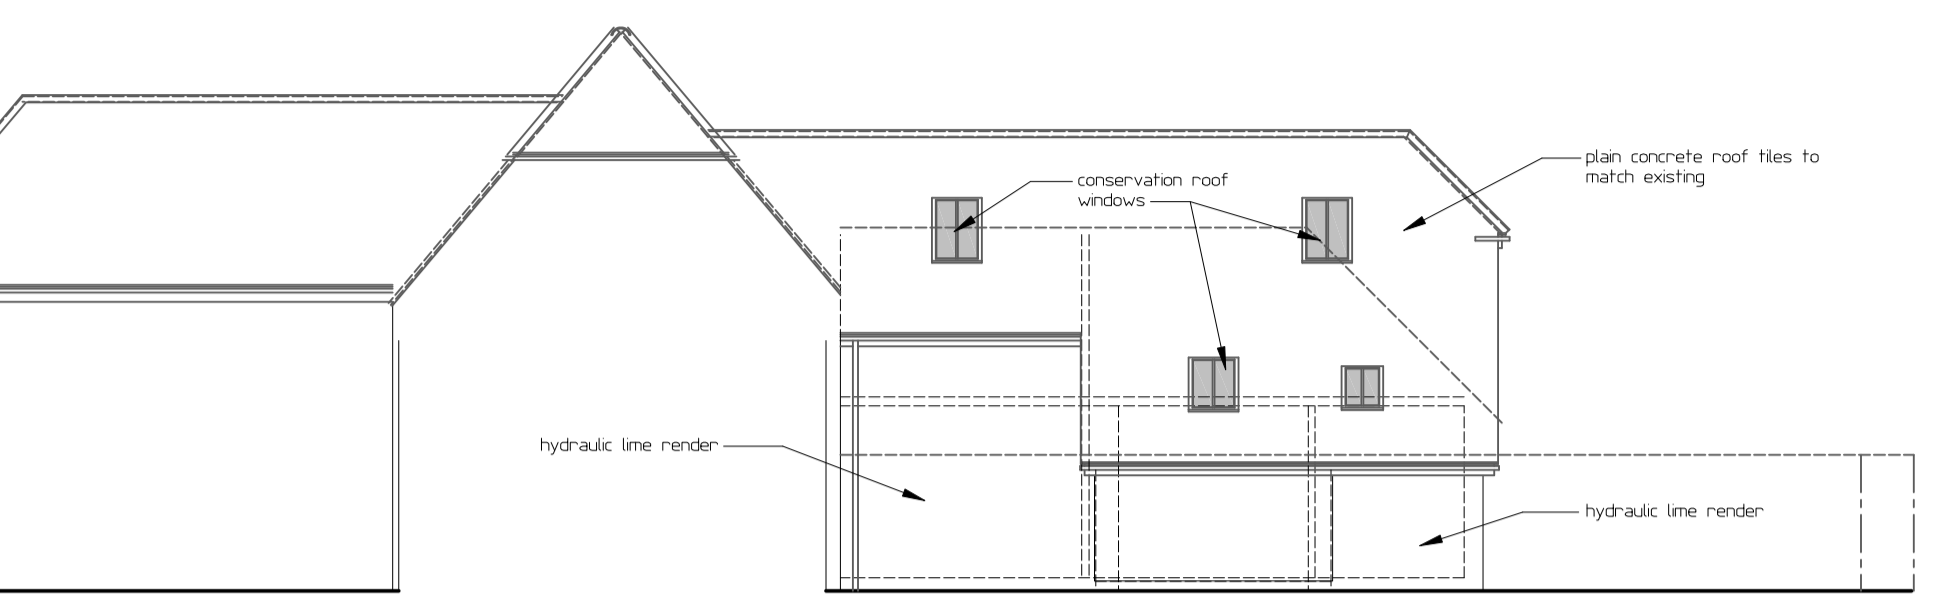 plain concrete roof tiles to
match existing
conservation roof
windows
hydraulic lime render
hydraulic lime render